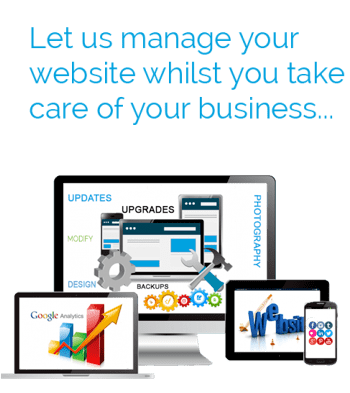 Let us manage your
website whilst you take
care of your business...
UPDATES
UPGRADES
PHOTOGRAPHY
MODIFY
DESIGN
BACKUPS
Google Analytics
Websit